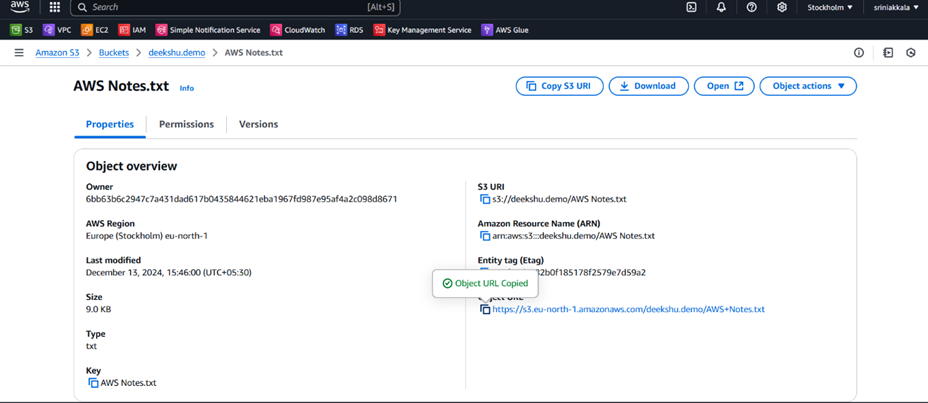 aws Search [Alt+S] Stockholm ▼ sriniakkala ▼
S3 VPC EC2 IAM Simple Notification Service CloudWatch RDS Key Management Service AWS Glue
Amazon S3 > Buckets > deekshu.demo > AWS Notes.txt
AWS Notes.txt Info
Copy S3 URI Download Open Object actions ▼
Properties Permissions Versions
Object overview
Owner
6bb63b6c2947c7a431dad617b0435844621eba1967fd987e95af4a2c098d8671
AWS Region
Europe (Stockholm) eu-north-1
Last modified
December 13, 2024, 15:46:00 (UTC+05:30)
Size
9.0 KB
Type
txt
Key
AWS Notes.txt
S3 URI
s3://deekshu.demo/AWS Notes.txt
Amazon Resource Name (ARN)
arn:aws:s3:::deekshu.demo/AWS Notes.txt
Entity tag (Etag)
32b0f185178f2579e7d59a2
Object URL Copied
https://s3.eu-north-1.amazonaws.com/deekshu.demo/AWS+Notes.txt